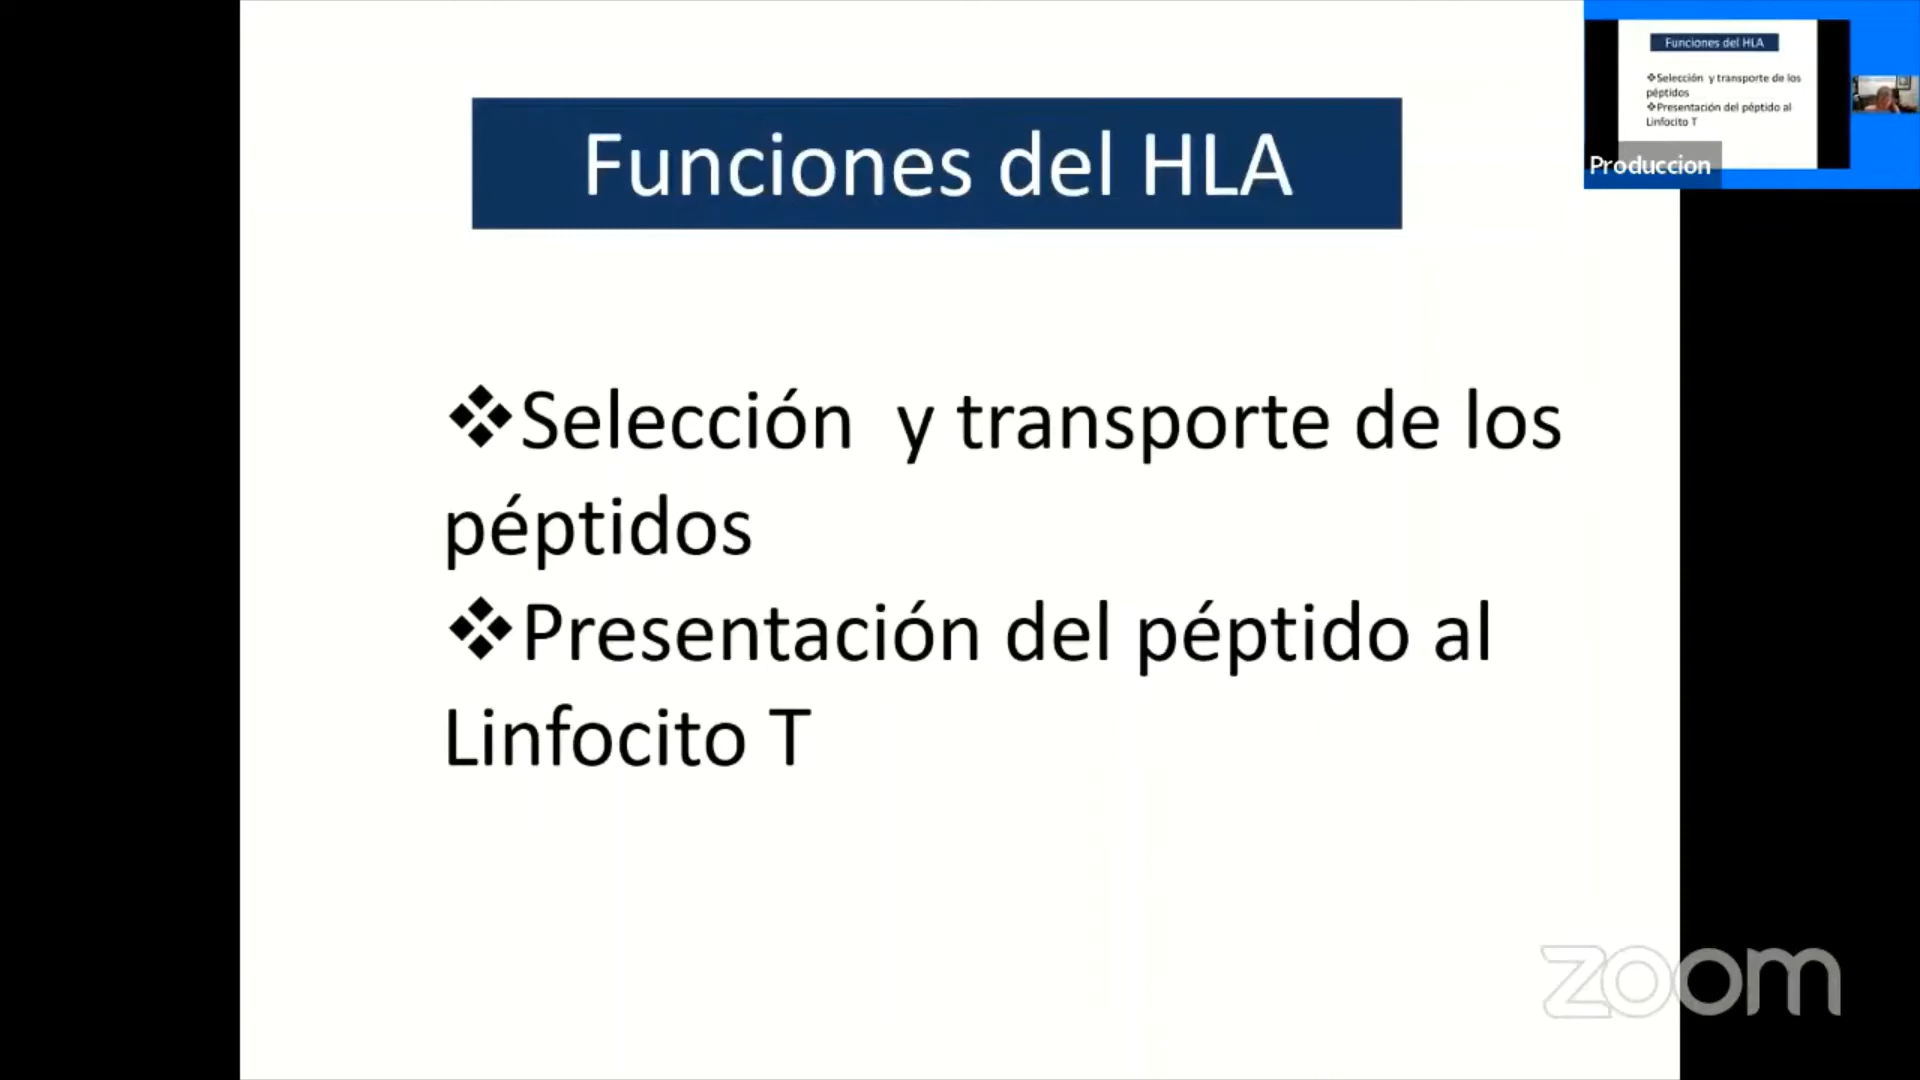 Funciones del HLA
❖Selección y transporte de los
péptidos
❖Presentación del péptido al
Linfocito T
Funciones del HLA
❖Selección y transporte de los
péptidos
❖Presentación del péptido al
Linfocito T
Produccion
zoom